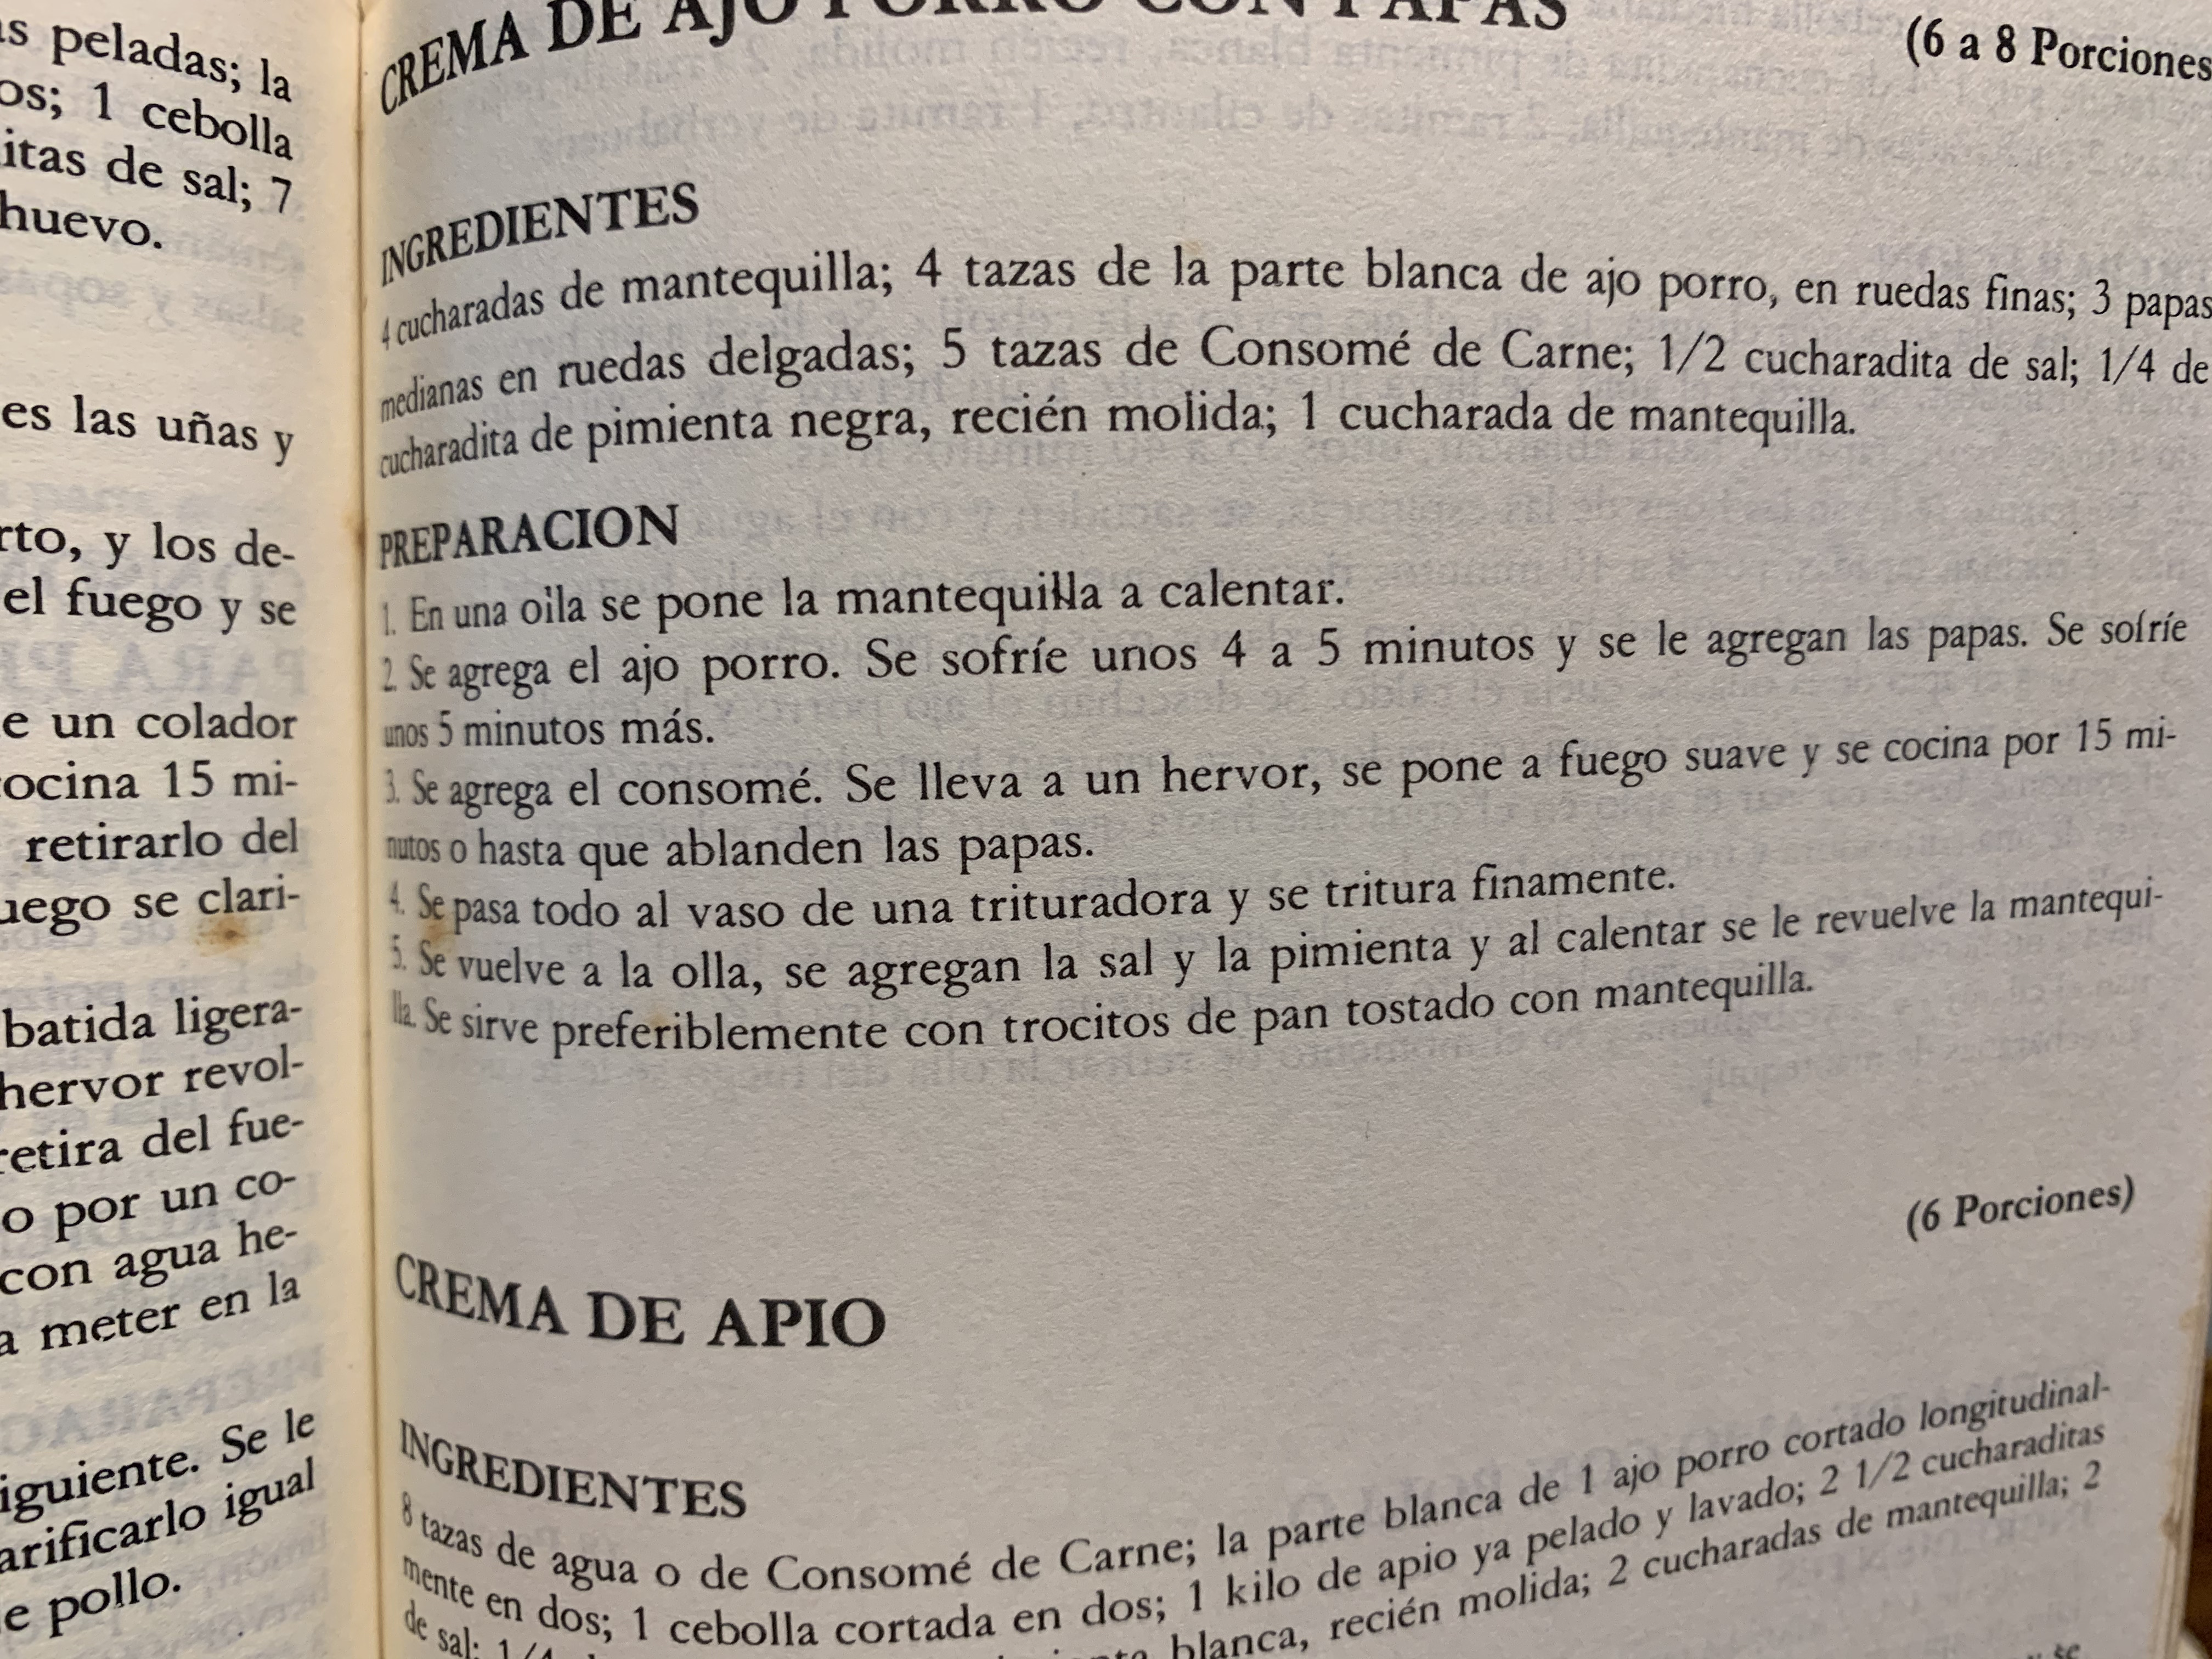 s peladas; la
os; 1 cebolla
itas de sal; 7
huevo.
es las uñas y
rto, y los de-
el fuego y se
e un colador
ocina 15 mi-
retirarlo del
uego se clari-
batida ligera-
hervor revol-
retira del fue-
o por un co-
con agua he-
a meter en la
iguiente. Se le
arificarlo igual
e pollo.
CREMA DE AJO PORRO CON PAPAS
(6 a 8 Porciones
INGREDIENTES
4 cucharadas de mantequilla; 4 tazas de la parte blanca de ajo porro, en ruedas finas; 3 papas
medianas en ruedas delgadas; 5 tazas de Consomé de Carne; 1/2 cucharadita de sal; 1/4 de
cucharadita de pimienta negra, recién molida; 1 cucharada de mantequilla.
PREPARACION
1. En una olla se pone la mantequilla a calentar.
2. Se agrega el ajo porro. Se sofríe unos 4 a 5 minutos y se le agregan las papas. Se sofríe
unos 5 minutos más.
3. Se agrega el consomé. Se lleva a un hervor, se pone a fuego suave y se cocina por 15 mi-
nutos o hasta que ablanden las papas.
4. Se pasa todo al vaso de una trituradora y se tritura finamente.
5. Se vuelve a la olla, se agregan la sal y la pimienta y al calentar se le revuelve la mantequi-
lla. Se sirve preferiblemente con trocitos de pan tostado con mantequilla.
(6 Porciones)
CREMA DE APIO
INGREDIENTES
8 tazas de agua o de Consomé de Carne; la parte blanca de 1 ajo porro cortado longitudinal-
mente en dos; 1 cebolla cortada en dos; 1 kilo de apio ya pelado y lavado; 2 1/2 cucharaditas
de sal; 1/4 blanca, recién molida; 2 cucharadas de mantequilla; 2